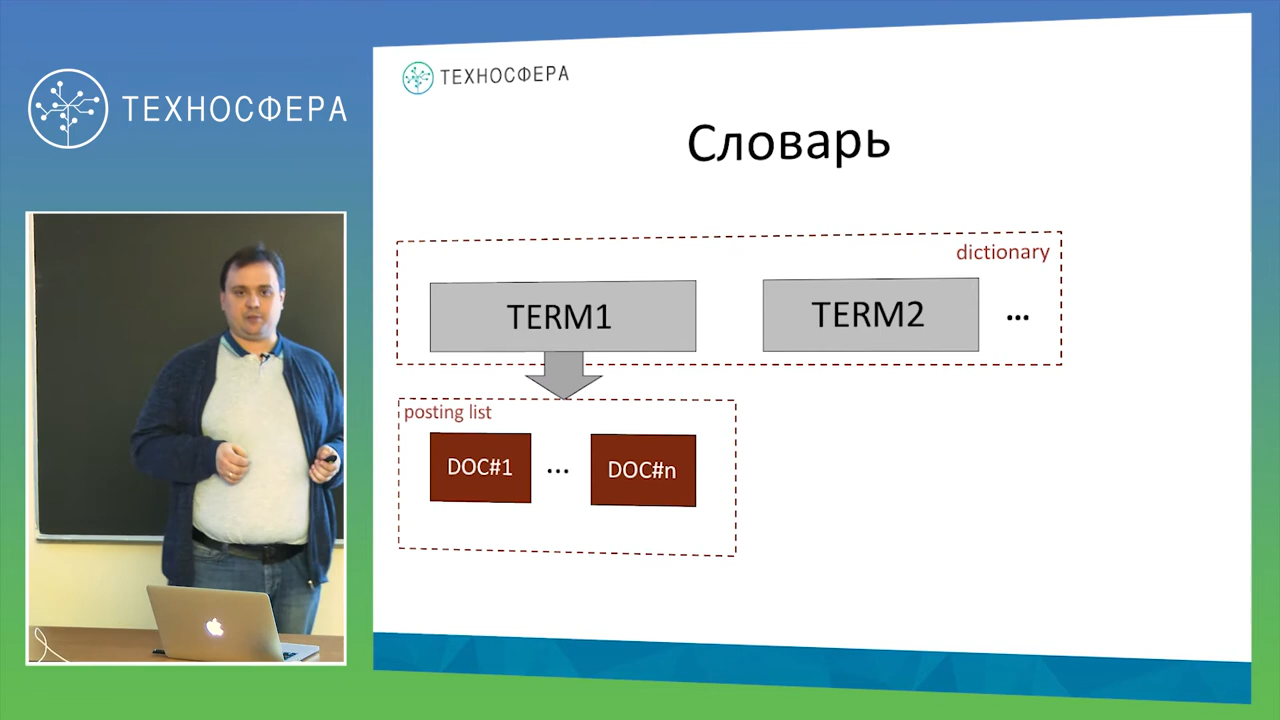 ТЕХНОСФЕРА
ТЕХНОСФЕРА
Словарь
dictionary
TERM1
TERM2
...
posting list
DOC#1
...
DOC#n